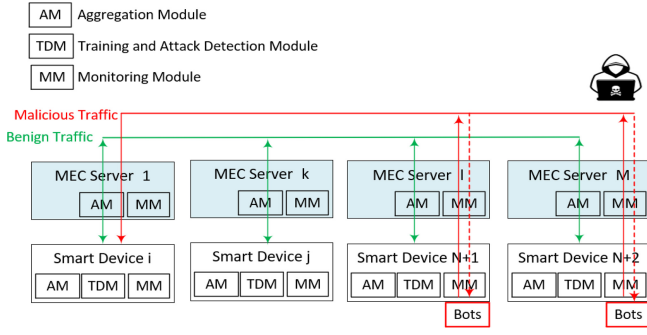 AM Aggregation Module
TDM Training and Attack Detection Module
MM Monitoring Module
Malicious Traffic
Benign Traffic
MEC Server 1
AM MM
MEC Server k
AM MM
MEC Server l
AM MM
MEC Server M
AM MM
Smart Device i
AM TDM MM
Smart Device j
AM TDM MM
Smart Device N+1
AM TDM MM
Smart Device N+2
AM TDM MM
Bots
Bots